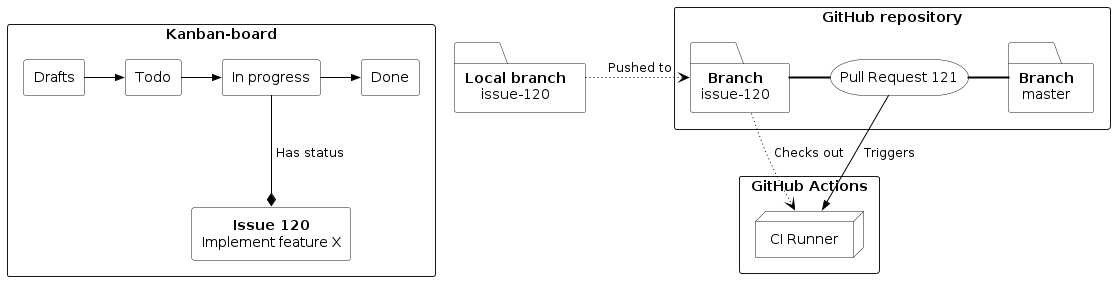 Kanban-board
Drafts
Todo
In progress
Done
Has status
Issue 120
Implement feature X
Local branch
issue-120
Pushed to
GitHub repository
Branch
issue-120
Pull Request 121
Branch
master
Checks out
Triggers
GitHub Actions
CI Runner